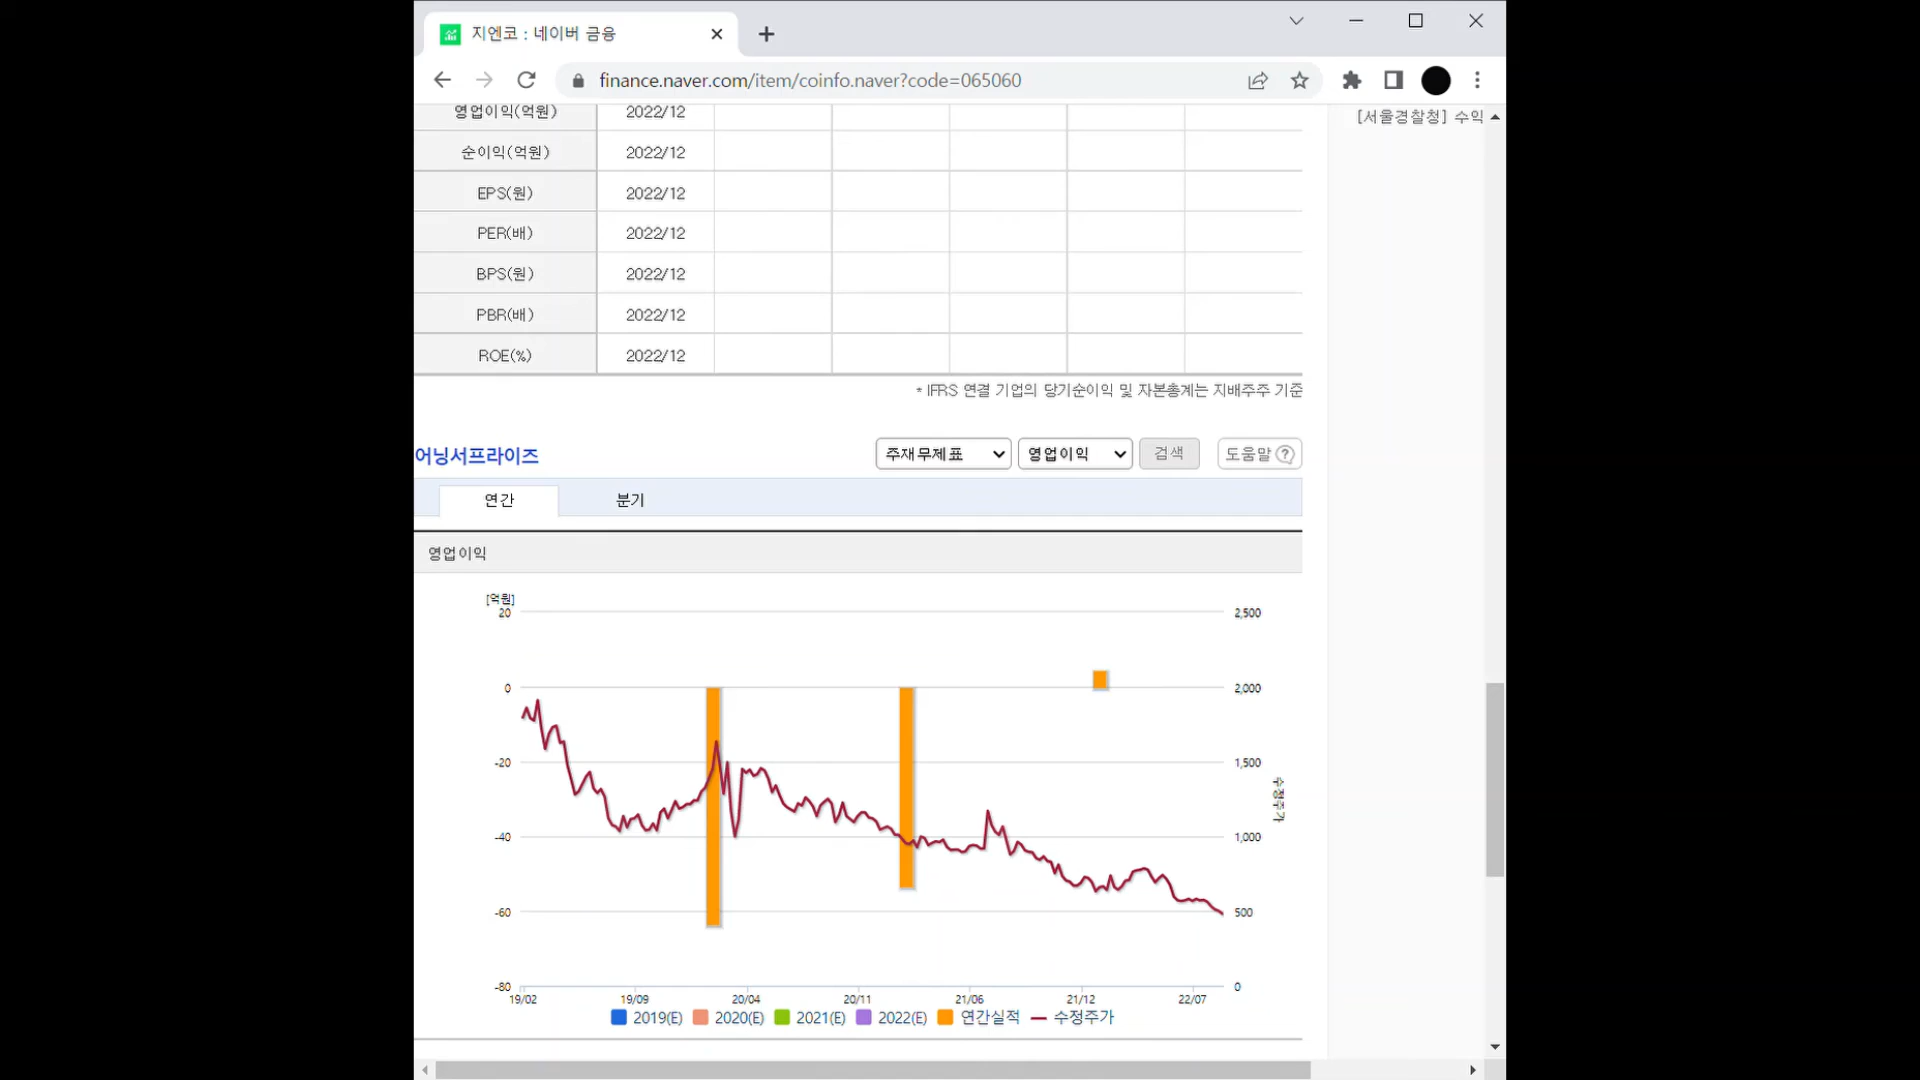 지엔코 : 네이버 금융
finance.naver.com/item/coinfo.naver?code=065060
[서울경찰청] 수익
영업이익(억원) 2022/12
순이익(억원) 2022/12
EPS(원) 2022/12
PER(배) 2022/12
BPS(원) 2022/12
PBR(배) 2022/12
ROE(%) 2022/12
* IFRS 연결 기업의 당기순이익 및 자본총계는 지배주주 기준
어닝서프라이즈 주재무제표 영업이익 검색 도움말 ?
연간 분기
영업이익
[억원]
20 2,500
0 2,000
-20 1,500
수정주가
-40 1,000
-60 500
-80 0
19/02 19/09 20/04 20/11 21/06 21/12 22/07
2019(E) 2020(E) 2021(E) 2022(E) 연간실적 수정주가